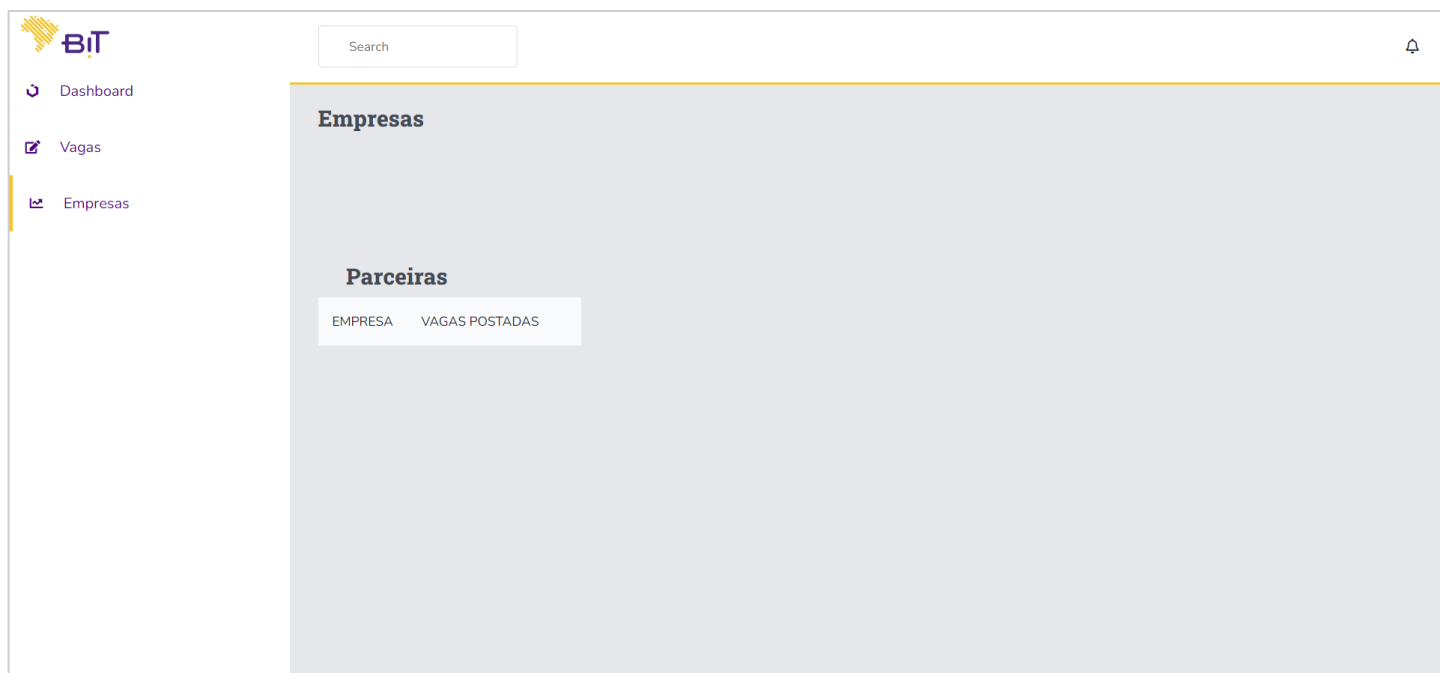 BiT
Search
Dashboard
Vagas
Empresas
Empresas
Parceiras
EMPRESA VAGAS POSTADAS